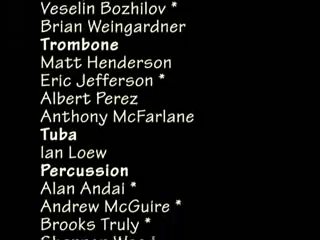 Veselin Bozhilov *
Brian Weingardner
Trombone
Matt Henderson
Eric Jefferson *
Albert Perez
Anthony McFarlane
Tuba
Ian Loew
Percussion
Alan Andai *
Andrew McGuire *
Brooks Truly *